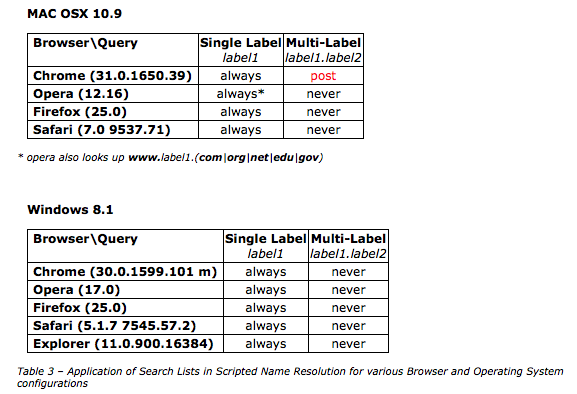 MAC OSX 10.9
Browser\Query Single Label Multi-Label
label1 label1.label2
Chrome (31.0.1650.39) always post
Opera (12.16) always* never
Firefox (25.0) always never
Safari (7.0 9537.71) always never
* opera also looks up www.label1.(com|org|net|edu|gov)
Windows 8.1
Browser\Query Single Label Multi-Label
label1 label1.label2
Chrome (30.0.1599.101 m) always never
Opera (17.0) always never
Firefox (25.0) always never
Safari (5.1.7 7545.57.2) always never
Explorer (11.0.900.16384) always never
Table 3 – Application of Search Lists in Scripted Name Resolution for various Browser and Operating System
configurations